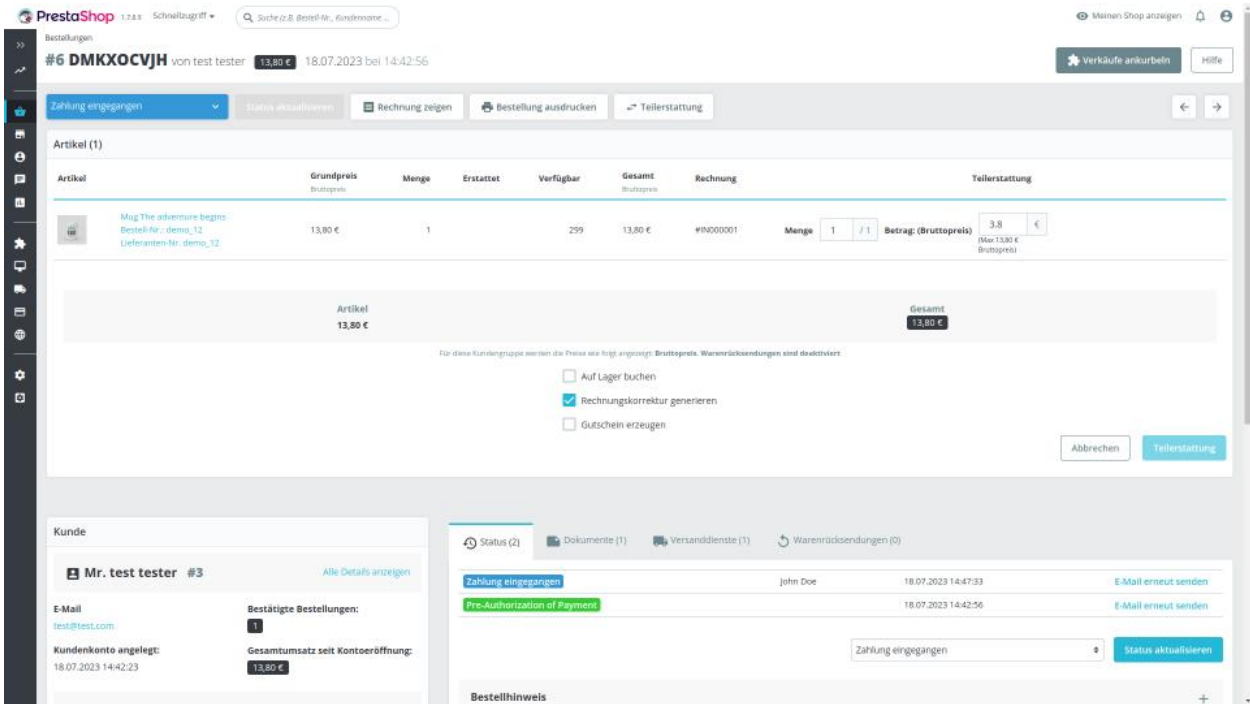 PrestaShop 1.7.8.8 Schnellzugriff Suche (z.B. Bestell-Nr., Kundenname ... Meinen Shop anzeigen
Bestellungen
#6 DMKXOCVJH von test tester 13,80 € 18.07.2023 bei 14:42:56 Verkäufe ankurbeln Hilfe
Zahlung eingegangen Status aktualisieren Rechnung zeigen Bestellung ausdrucken Teilerstattung
Artikel (1)
Artikel Grundpreis Menge Erstattet Verfügbar Gesamt Rechnung Teilerstattung
Bruttopreis Bruttopreis
Mug The adventure begins
Bestell-Nr.: demo_12
Lieferanten-Nr. demo_12
13,80 € 1 299 13,80 € #IN000001 Menge 1 / 1 Betrag: (Bruttopreis) 3.8 €
(Max 13,80 €
Bruttopreis)
Artikel Gesamt
13,80 € 13,80 €
Für diese Kundengruppe werden die Preise wie folgt angezeigt: Bruttopreis. Warenrücksendungen sind deaktiviert
Auf Lager buchen
Rechnungskorrektur generieren
Gutschein erzeugen
Abbrechen Teilerstattung
Kunde
Mr. test tester #3 Alle Details anzeigen
E-Mail Bestätigte Bestellungen:
test@test.com 1
Kundenkonto angelegt: Gesamtumsatz seit Kontoeröffnung:
18.07.2023 14:42:23 13,80 €
Status (2) Dokumente (1) Versanddienste (1) Warenrücksendungen (0)
Zahlung eingegangen John Doe 18.07.2023 14:47:33 E-Mail erneut senden
Pre-Authorization of Payment 18.07.2023 14:42:56 E-Mail erneut senden
Zahlung eingegangen Status aktualisieren
Bestellhinweis